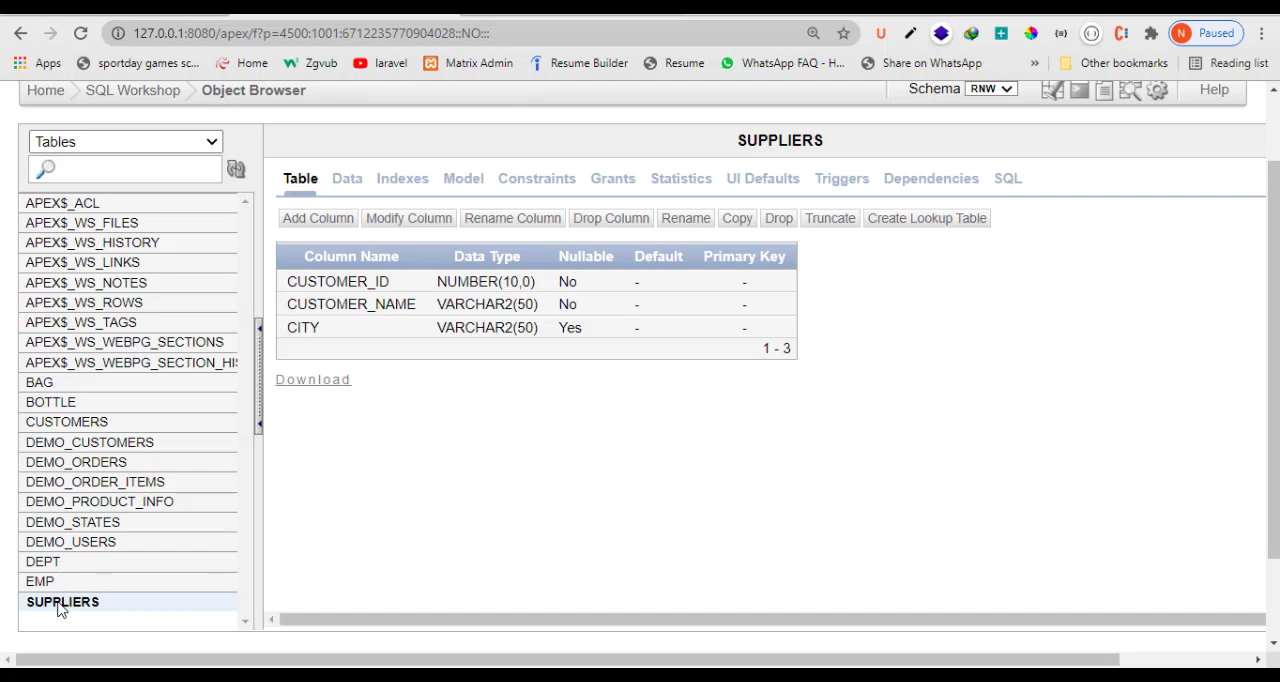 127.0.0.1:8080/apex/f?p=4500:1001:6712235770904028::NO:::
U
N Paused
Apps sportday games sc... Home Zgvub laravel Matrix Admin Resume Builder Resume WhatsApp FAQ - H... Share on WhatsApp » Other bookmarks Reading list
Home SQL Workshop Object Browser
Schema RNW Help
Tables
APEX$_ACL
APEX$_WS_FILES
APEX$_WS_HISTORY
APEX$_WS_LINKS
APEX$_WS_NOTES
APEX$_WS_ROWS
APEX$_WS_TAGS
APEX$_WS_WEBPG_SECTIONS
APEX$_WS_WEBPG_SECTION_HI
BAG
BOTTLE
CUSTOMERS
DEMO_CUSTOMERS
DEMO_ORDERS
DEMO_ORDER_ITEMS
DEMO_PRODUCT_INFO
DEMO_STATES
DEMO_USERS
DEPT
EMP
SUPPLIERS
SUPPLIERS
Table Data Indexes Model Constraints Grants Statistics UI Defaults Triggers Dependencies SQL
Add Column Modify Column Rename Column Drop Column Rename Copy Drop Truncate Create Lookup Table
Column Name Data Type Nullable Default Primary Key
CUSTOMER_ID NUMBER(10,0) No - -
CUSTOMER_NAME VARCHAR2(50) No - -
CITY VARCHAR2(50) Yes - -
1 - 3
Download